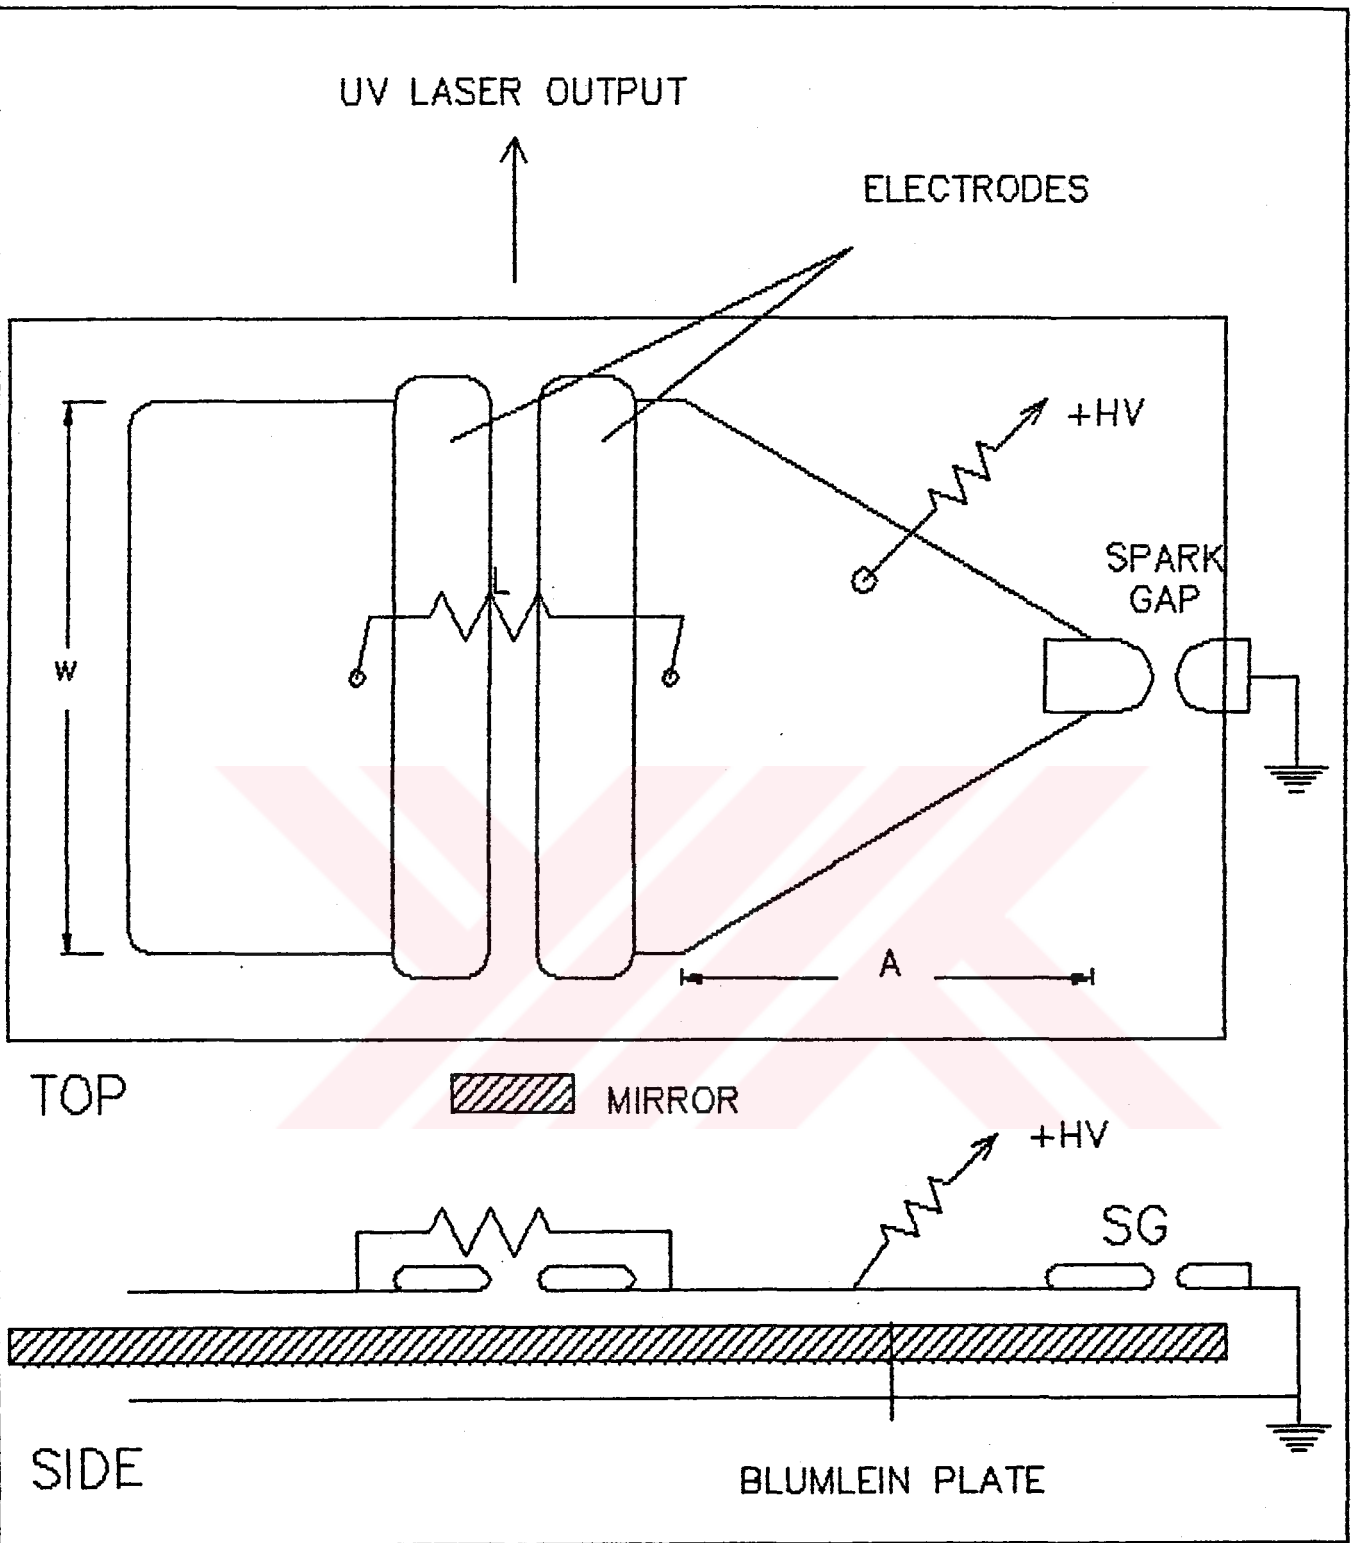 UV LASER OUTPUT
ELECTRODES
+HV
SPARK
GAP
L
W
A
TOP
MIRROR
+HV
SG
SIDE
BLUMLEIN PLATE